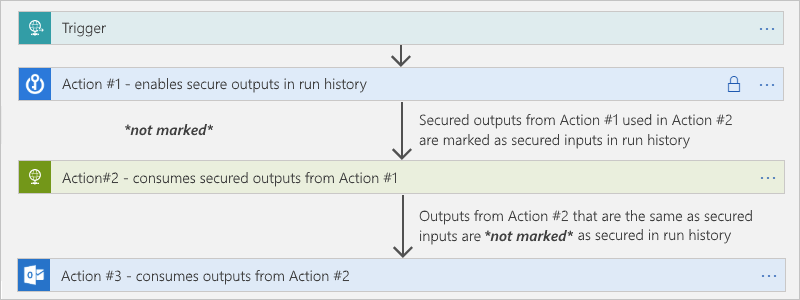 Trigger
Action #1 - enables secure outputs in run history
*not marked*
Secured outputs from Action #1 used in Action #2
are marked as secured inputs in run history
Action#2 - consumes secured outputs from Action #1
Outputs from Action #2 that are the same as secured
inputs are *not marked* as secured in run history
Action #3 - consumes outputs from Action #2